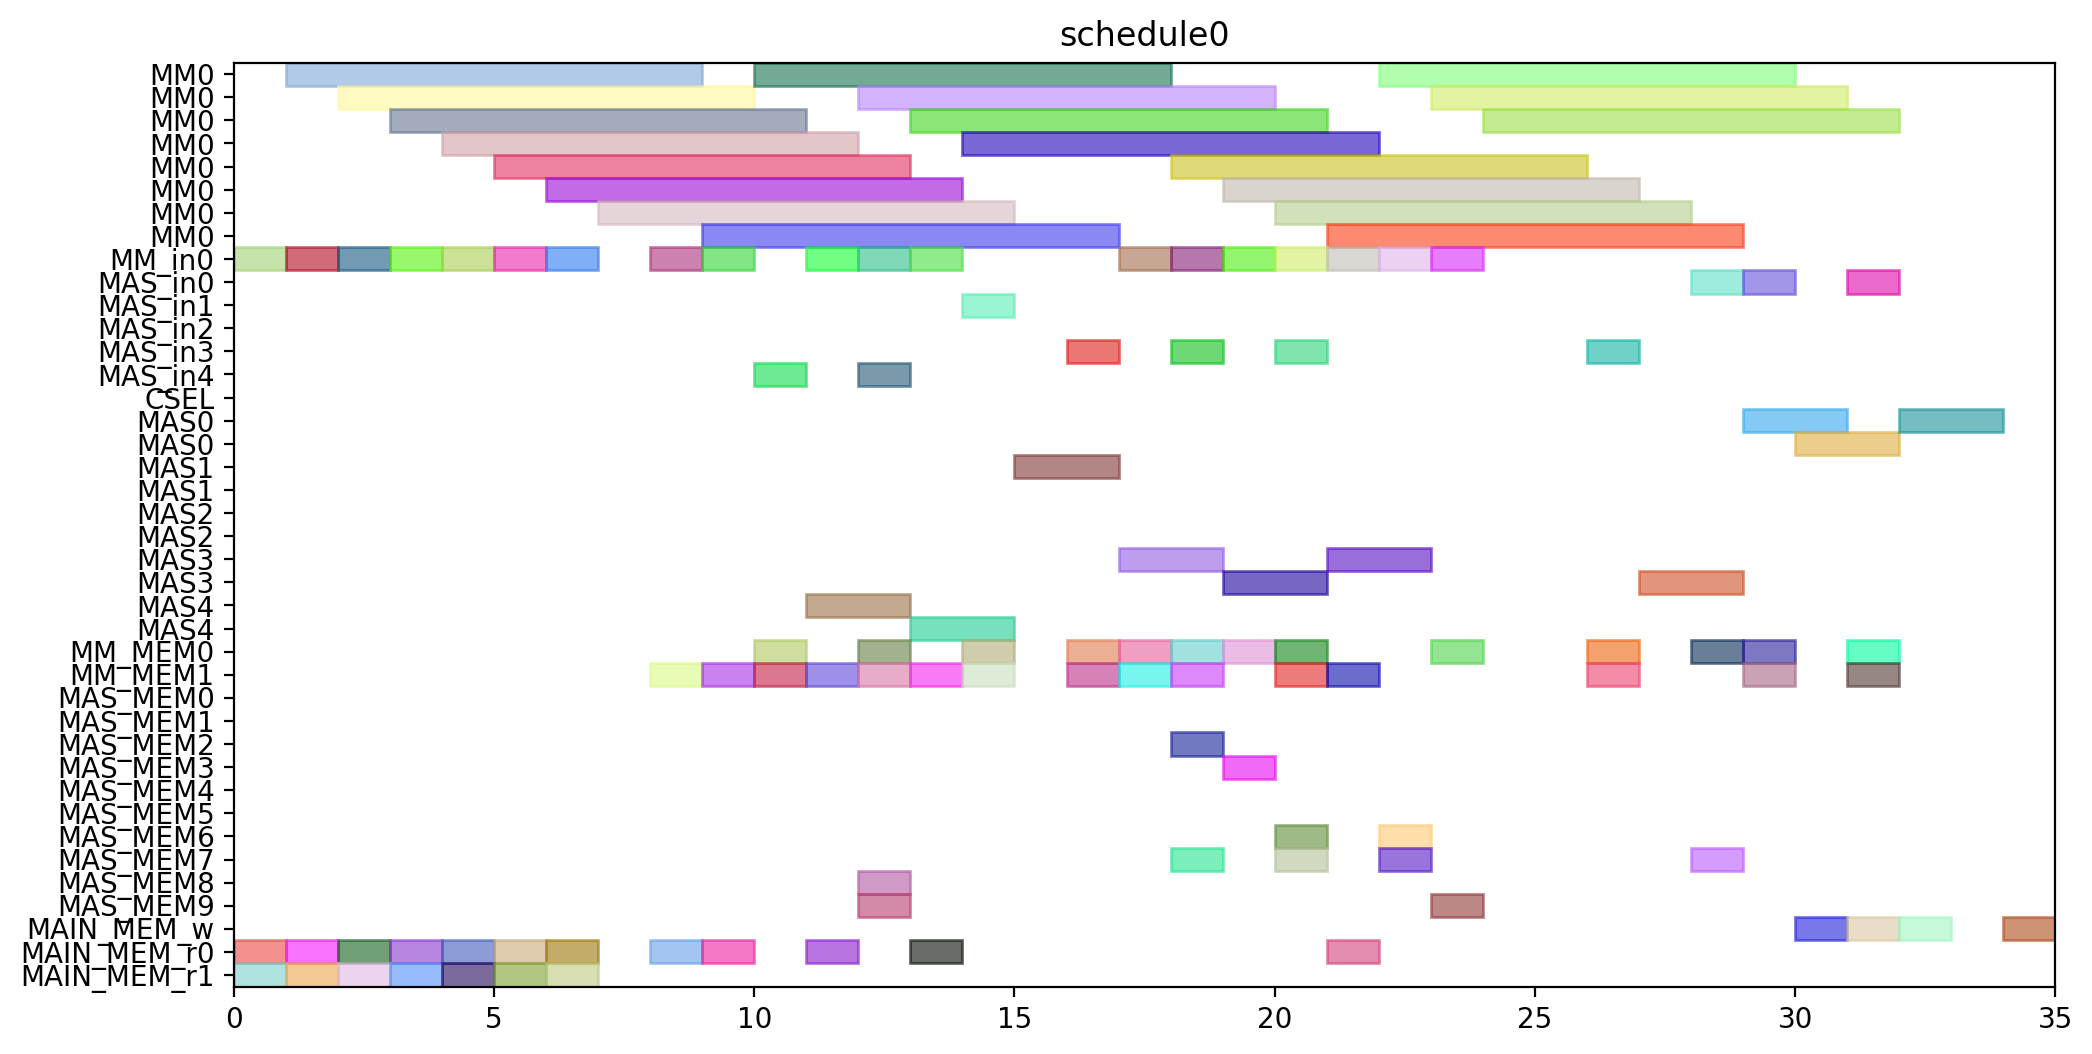 schedule0
MM0
MM0
MM0
MM0
MM0
MM0
MM0
MM0
MM_in0
MAS_in0
MAS_in1
MAS_in2
MAS_in3
MAS_in4
CSEL
MAS0
MAS0
MAS1
MAS1
MAS2
MAS2
MAS3
MAS3
MAS4
MAS4
MM_MEM0
MM_MEM1
MAS_MEM0
MAS_MEM1
MAS_MEM2
MAS_MEM3
MAS_MEM4
MAS_MEM5
MAS_MEM6
MAS_MEM7
MAS_MEM8
MAS_MEM9
MAIN_MEM_w
MAIN_MEM_r0
MAIN_MEM_r1
0 5 10 15 20 25 30 35